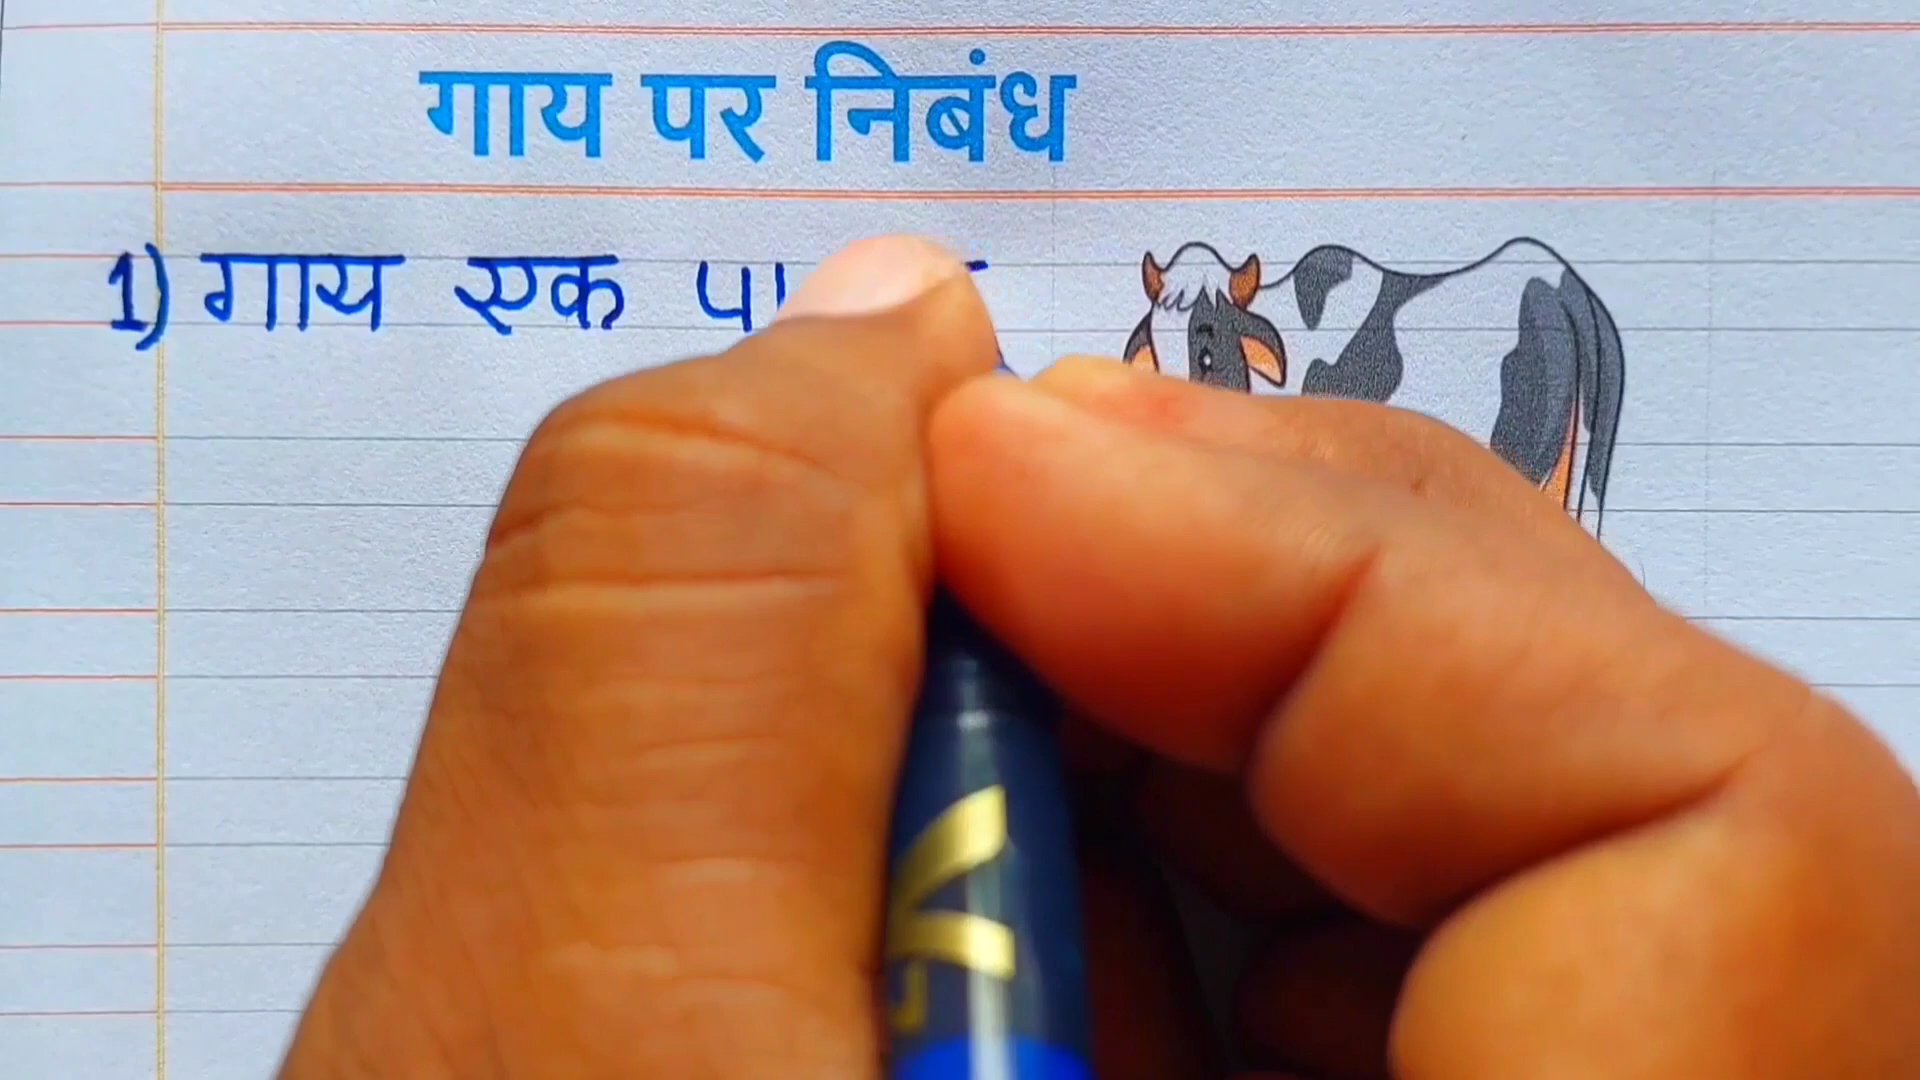 गाय पर निबंध
1) गाय एक